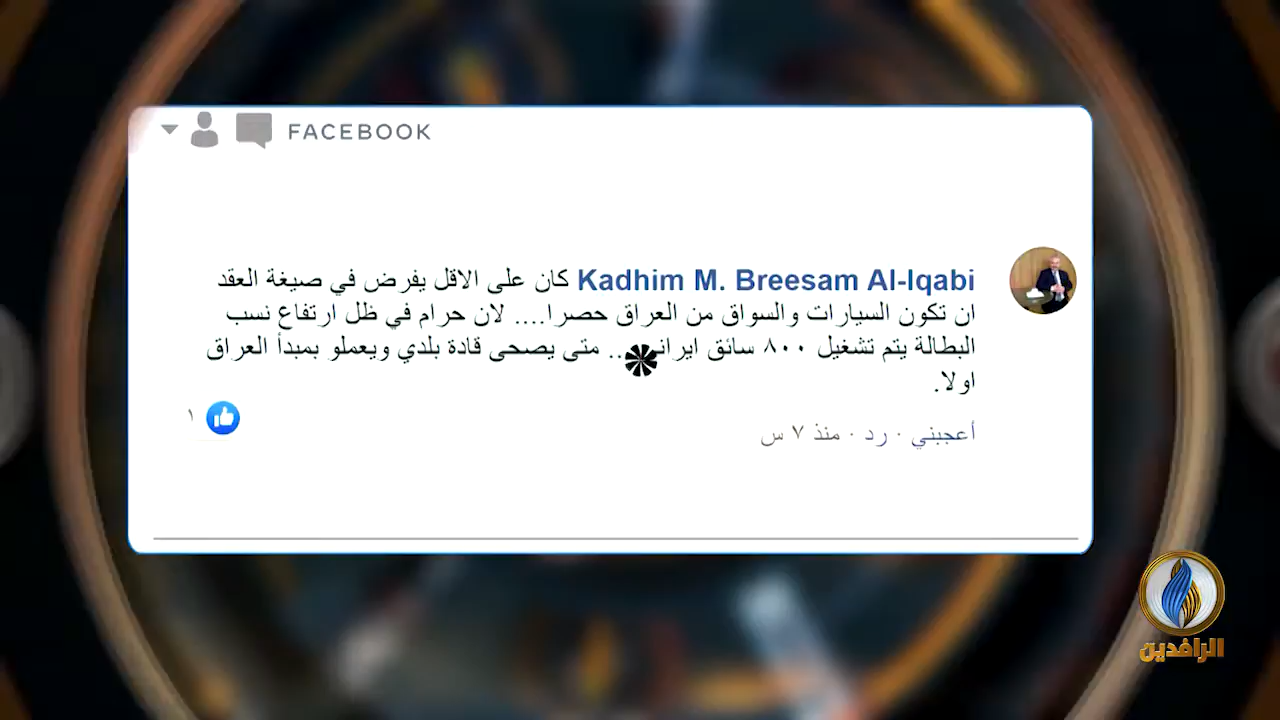 FACEBOOK
Kadhim M. Breesam Al-Iqabi كان على الاقل يفرض في صيغة العقد
ان تكون السيارات والسواق من العراق حصرا.... لان حرام في ظل ارتفاع نسب
البطالة يتم تشغيل ٨٠٠ سائق .. متى يصحى قادة بلدي ويعملو بمبدأ العراق
اولا.
١
أعجبني · رد · منذ ٧ س
الرافدين